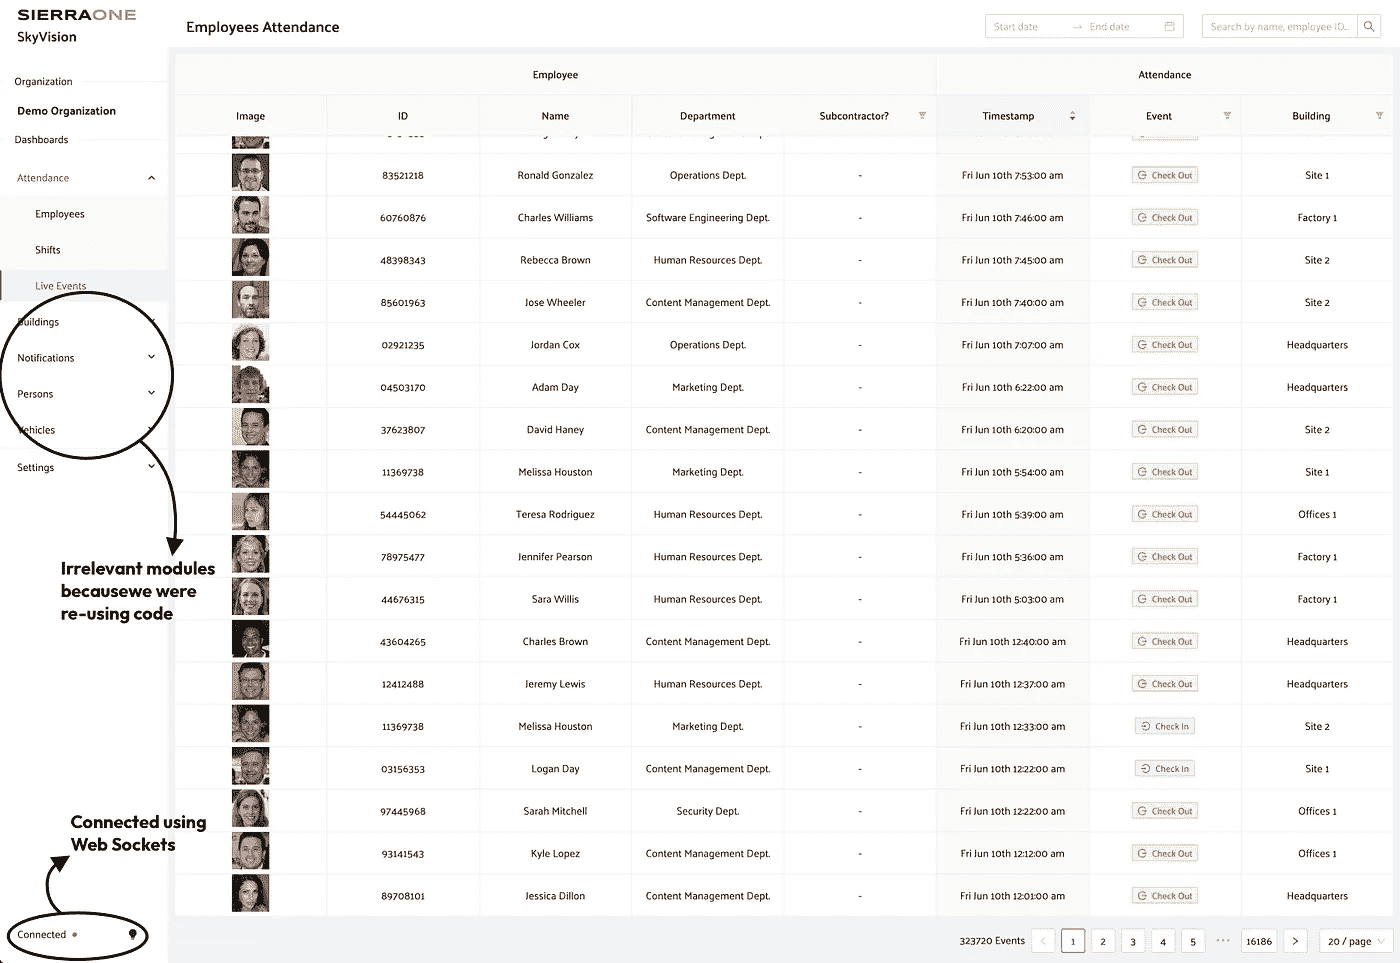 SIERRAONE
SkyVision
Employees Attendance
Start date → End date
Search by name, employee ID...
Organization
Demo Organization
Dashboards
Attendance
Employees
Shifts
Live Events
Buildings
Notifications
Persons
Vehicles
Settings
Irrelevant modules
becausewe were
re-using code
Connected using
Web Sockets
Connected
Employee Attendance
Image ID Name Department Subcontractor? Timestamp Event Building
83521218 Ronald Gonzalez Operations Dept. - Fri Jun 10th 7:53:00 am Check Out Site 1
60760876 Charles Williams Software Engineering Dept. - Fri Jun 10th 7:46:00 am Check Out Factory 1
48398343 Rebecca Brown Human Resources Dept. - Fri Jun 10th 7:45:00 am Check Out Site 2
85601963 Jose Wheeler Content Management Dept. - Fri Jun 10th 7:40:00 am Check Out Site 2
02921235 Jordan Cox Operations Dept. - Fri Jun 10th 7:07:00 am Check Out Headquarters
04503170 Adam Day Marketing Dept. - Fri Jun 10th 6:22:00 am Check Out Headquarters
37623807 David Haney Content Management Dept. - Fri Jun 10th 6:20:00 am Check Out Site 2
11369738 Melissa Houston Marketing Dept. - Fri Jun 10th 5:54:00 am Check Out Site 1
54445062 Teresa Rodriguez Human Resources Dept. - Fri Jun 10th 5:39:00 am Check Out Offices 1
78975477 Jennifer Pearson Human Resources Dept. - Fri Jun 10th 5:36:00 am Check Out Factory 1
44676315 Sara Willis Human Resources Dept. - Fri Jun 10th 5:03:00 am Check Out Factory 1
43604265 Charles Brown Content Management Dept. - Fri Jun 10th 12:40:00 am Check Out Headquarters
12412488 Jeremy Lewis Human Resources Dept. - Fri Jun 10th 12:37:00 am Check Out Headquarters
11369738 Melissa Houston Marketing Dept. - Fri Jun 10th 12:33:00 am Check In Site 2
03156353 Logan Day Content Management Dept. - Fri Jun 10th 12:22:00 am Check In Site 1
97445968 Sarah Mitchell Security Dept. - Fri Jun 10th 12:22:00 am Check Out Offices 1
93141543 Kyle Lopez Content Management Dept. - Fri Jun 10th 12:12:00 am Check Out Offices 1
89708101 Jessica Dillon Content Management Dept. - Fri Jun 10th 12:01:00 am Check Out Headquarters
323720 Events < 1 2 3 4 5 ••• 16186 > 20 / page